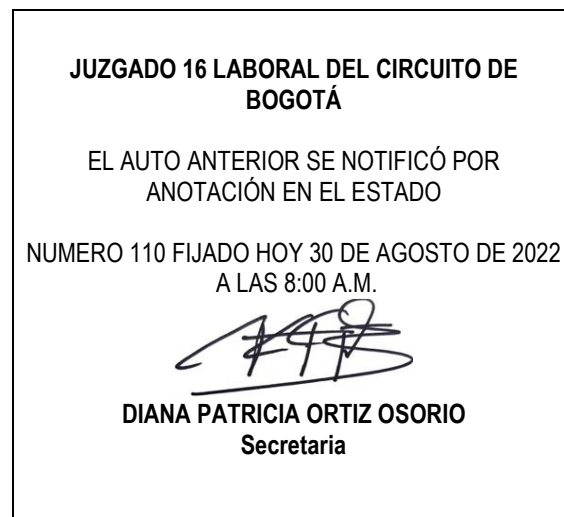 JUZGADO 16 LABORAL DEL CIRCUITO DE
BOGOTÁ
EL AUTO ANTERIOR SE NOTIFICÓ POR
ANOTACIÓN EN EL ESTADO
NUMERO 110 FIJADO HOY 30 DE AGOSTO DE 2022
A LAS 8:00 A.M.
DIANA PATRICIA ORTIZ OSORIO
Secretaria